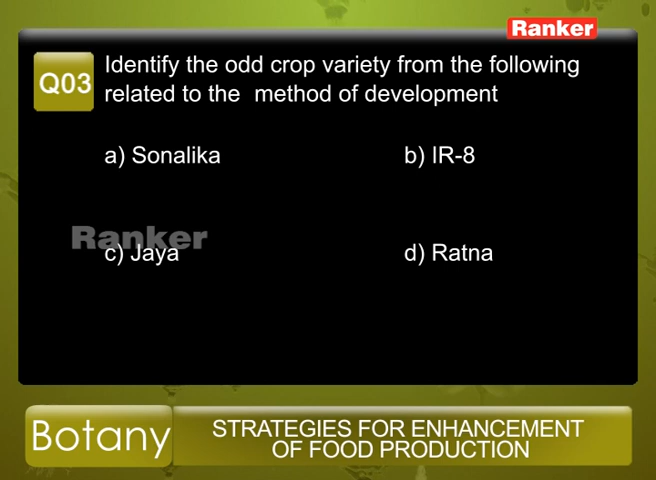 Ranker
Q03
Identify the odd crop variety from the following
related to the method of development
a) Sonalika
b) IR-8
Ranker
c) Jaya
d) Ratna
Botany
STRATEGIES FOR ENHANCEMENT
OF FOOD PRODUCTION